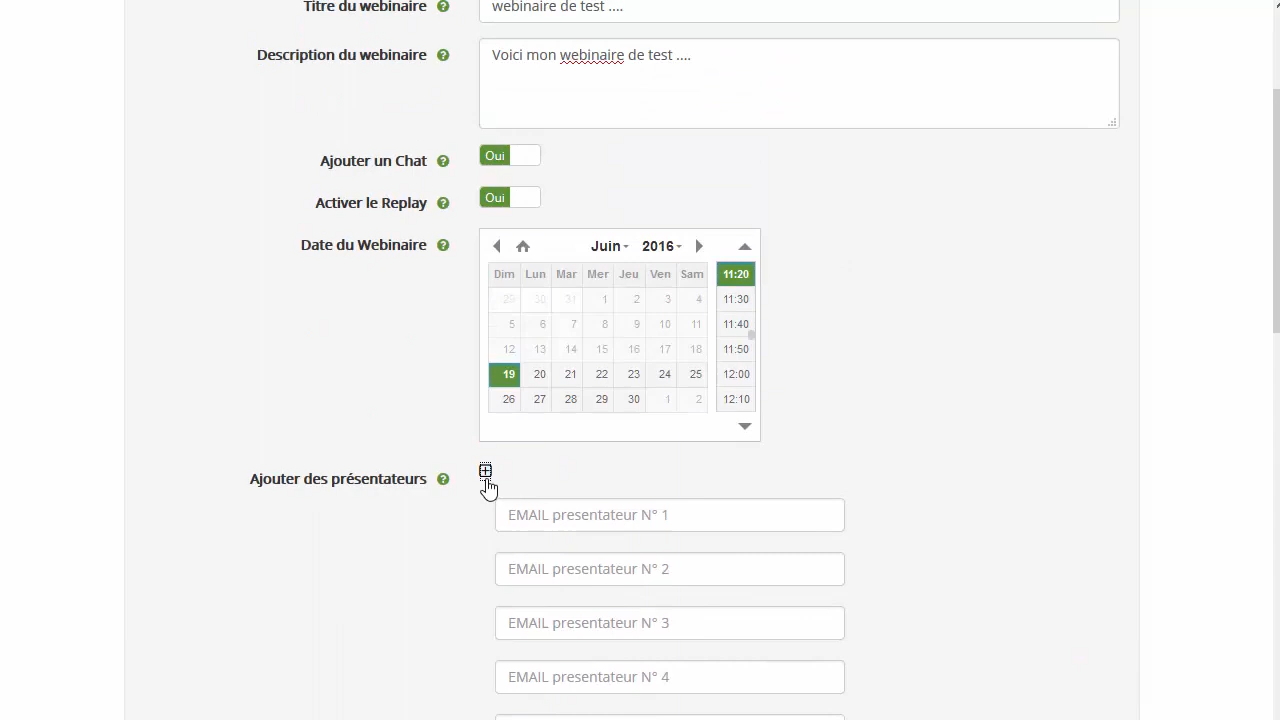 Titre du webinaire ? webinaire de test ....
Description du webinaire ? Voici mon webinaire de test ....
Ajouter un Chat ? Oui
Activer le Replay ? Oui
Date du Webinaire ?
Juin 2016
Dim Lun Mar Mer Jeu Ven Sam 11:20
29 30 31 1 2 3 4 11:30
5 6 7 8 9 10 11 11:40
12 13 14 15 16 17 18 11:50
19 20 21 22 23 24 25 12:00
26 27 28 29 30 1 2 12:10
Ajouter des présentateurs ?
EMAIL presentateur N° 1
EMAIL presentateur N° 2
EMAIL presentateur N° 3
EMAIL presentateur N° 4